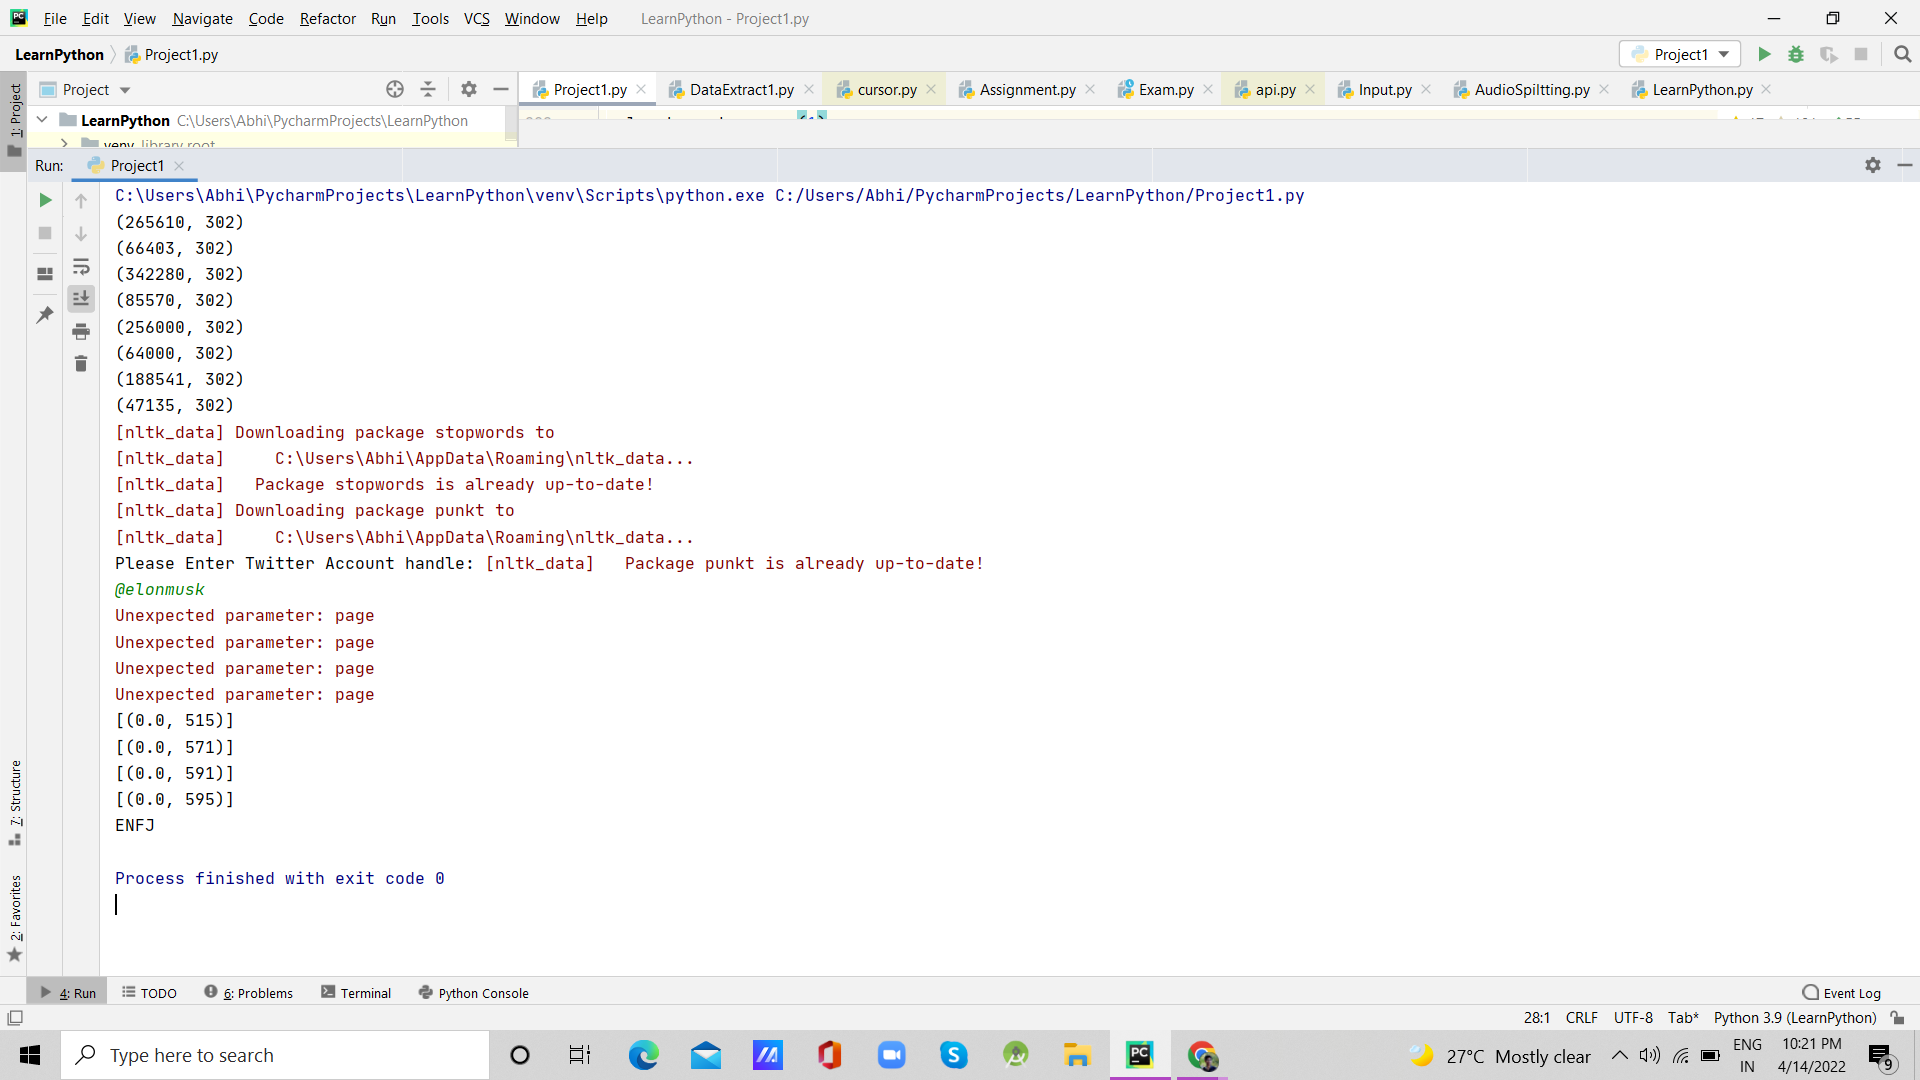 File Edit View Navigate Code Refactor Run Tools VCS Window Help LearnPython - Project1.py
LearnPython Project1.py Project1
Project Project1.py DataExtract1.py cursor.py Assignment.py Exam.py api.py Input.py AudioSpiltting.py LearnPython.py
1: Project
LearnPython C:\Users\Abhi\PycharmProjects\LearnPython
venv library root
Run: Project1
C:\Users\Abhi\PycharmProjects\LearnPython\venv\Scripts\python.exe C:/Users/Abhi/PycharmProjects/LearnPython/Project1.py
(265610, 302)
(66403, 302)
(342280, 302)
(85570, 302)
(256000, 302)
(64000, 302)
(188541, 302)
(47135, 302)
[nltk_data] Downloading package stopwords to
[nltk_data]     C:\Users\Abhi\AppData\Roaming\nltk_data...
[nltk_data]   Package stopwords is already up-to-date!
[nltk_data] Downloading package punkt to
[nltk_data]     C:\Users\Abhi\AppData\Roaming\nltk_data...
Please Enter Twitter Account handle: [nltk_data]   Package punkt is already up-to-date!
@elonmusk
Unexpected parameter: page
Unexpected parameter: page
Unexpected parameter: page
Unexpected parameter: page
[(0.0, 515)]
[(0.0, 571)]
[(0.0, 591)]
[(0.0, 595)]
ENFJ
Process finished with exit code 0
7: Structure
2: Favorites
4: Run TODO 6: Problems Terminal Python Console Event Log
28:1 CRLF UTF-8 Tab* Python 3.9 (LearnPython)
Type here to search 27°C Mostly clear ENG 10:21 PM
IN 4/14/2022 9